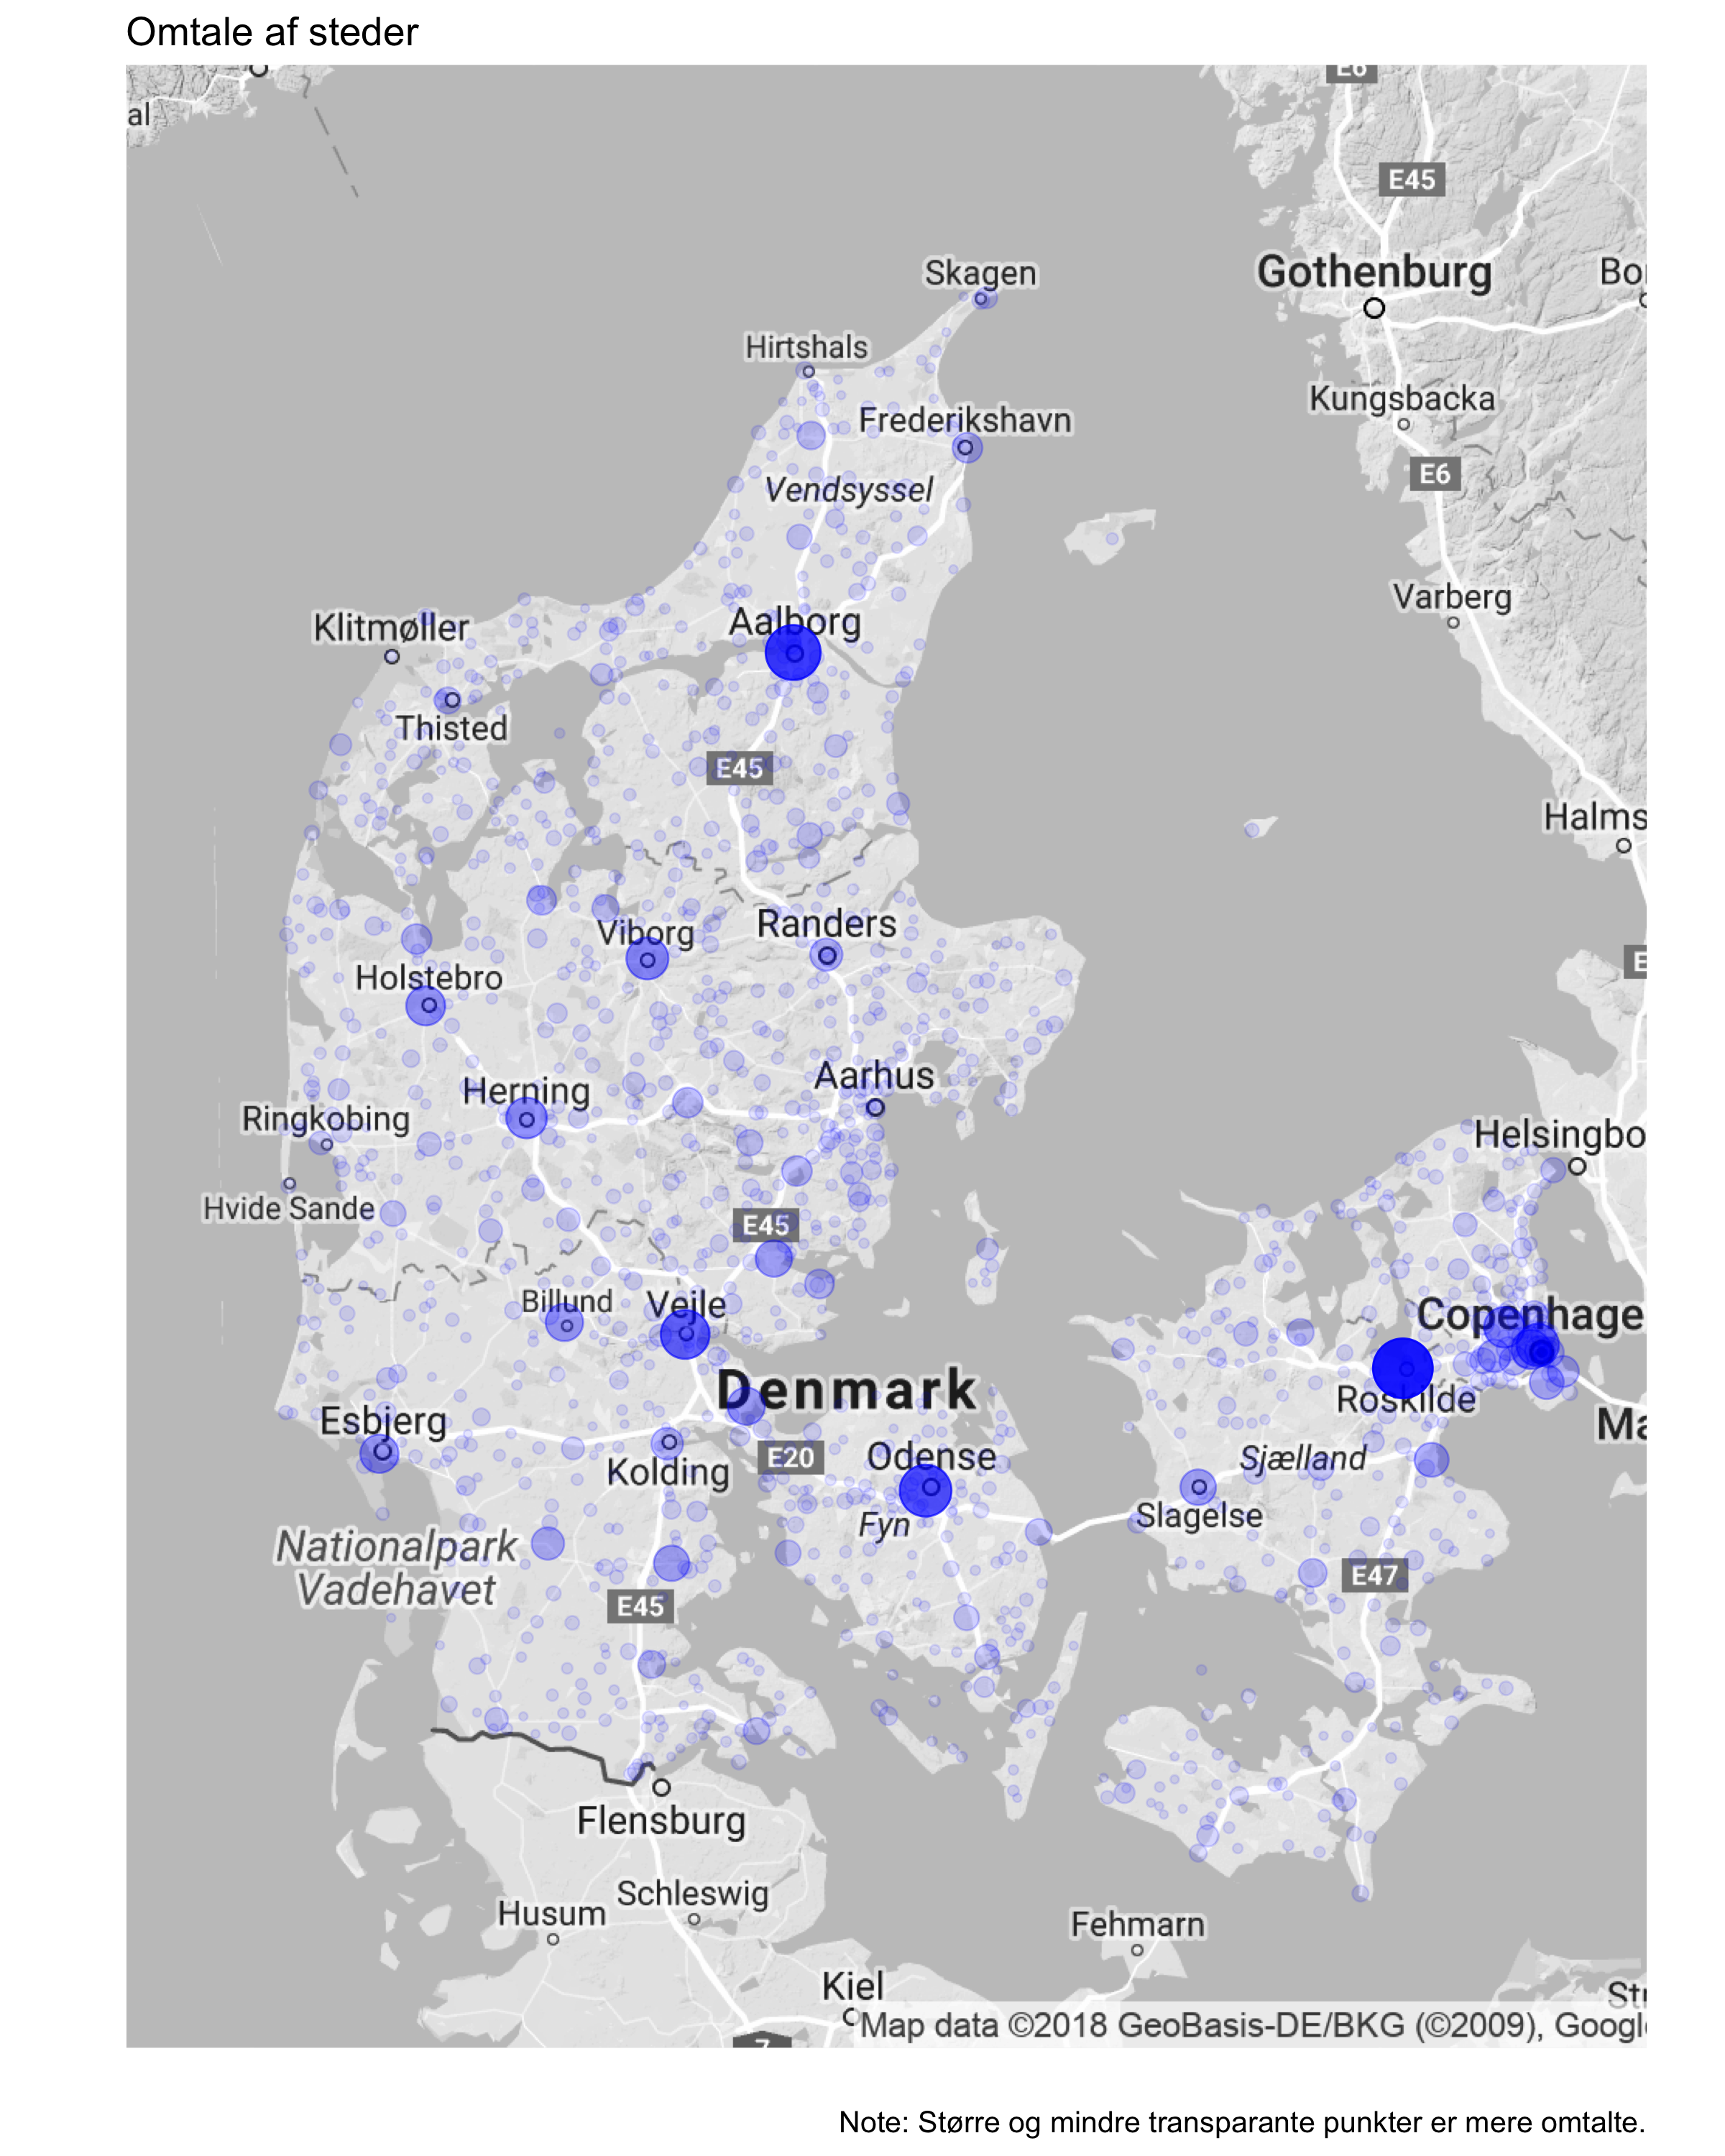 Omtale af steder
al
E6
E45
Skagen
Gothenburg
Bo
Hirtshals
Kungsbacka
Frederikshavn
E6
Vendsyssel
Varberg
Aalborg
Klitmøller
Thisted
E45
Halms
Viborg
Randers
E
Holstebro
Aarhus
Herning
Ringkobing
Helsingbo
Hvide Sande
E45
Billund
Vejle
Copenhage
Denmark
Roskilde
Esbjerg
Ma
E20
Odense
Sjælland
Kolding
Slagelse
Fyn
Nationalpark
Vadehavet
E47
E45
Flensburg
Schleswig
Husum
Fehmarn
Kiel
St
7
Map data ©2018 GeoBasis-DE/BKG (©2009), Googl
Note: Større og mindre transparante punkter er mere omtalte.